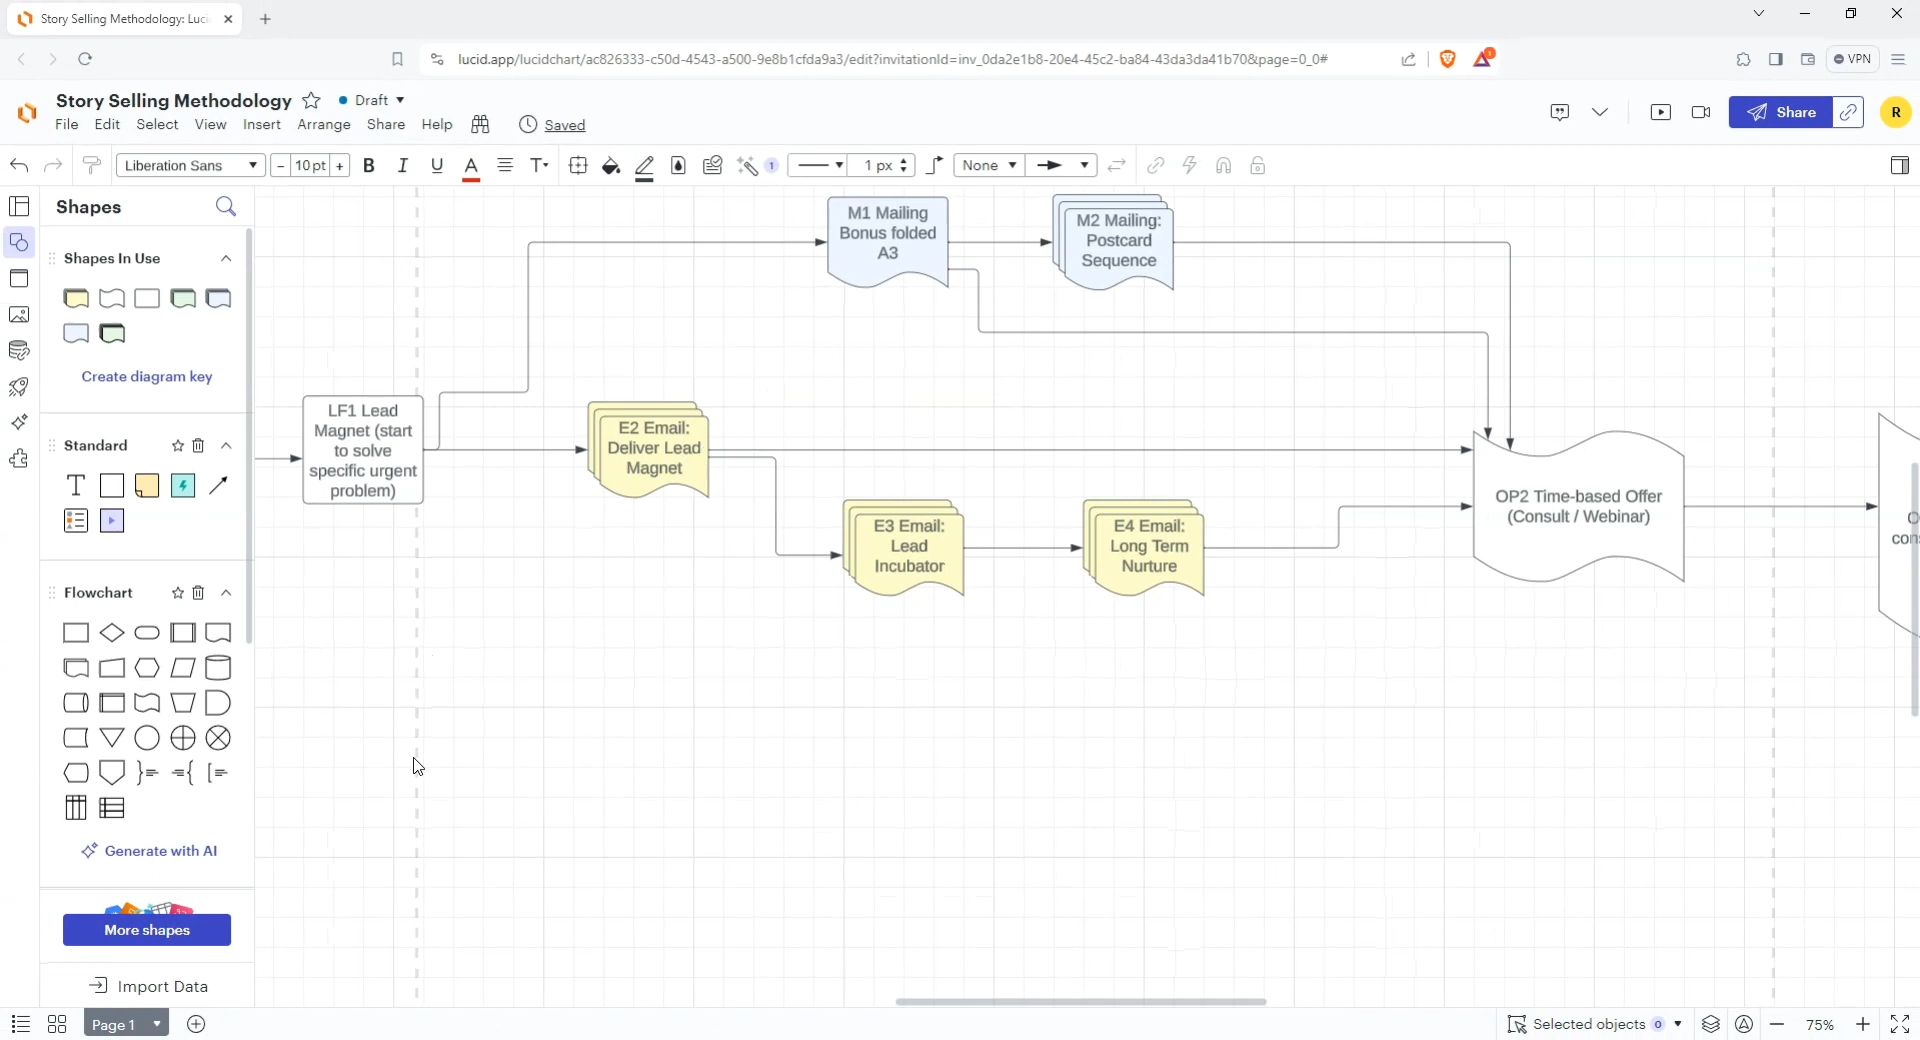 Story Selling Methodology: Luci
lucid.app/lucidchart/ac826333-c50d-4543-a500-9e8b1cfda9a3/edit?invitationId=inv_0da2e1b8-20e4-45c2-ba84-43da3da41b70&page=0_0#
1
VPN
Story Selling Methodology
Draft
File
Edit
Select
View
Insert
Arrange
Share
Help
Saved
Share
R
Liberation Sans
- 10 pt +
B
I
U
A
T
1
1 px
None
Shapes
Shapes In Use
Create diagram key
Standard
T
Flowchart
Generate with AI
More shapes
Import Data
M1 Mailing
Bonus folded
A3
M2 Mailing:
Postcard
Sequence
LF1 Lead
Magnet (start
to solve
specific urgent
problem)
E2 Email:
Deliver Lead
Magnet
E3 Email:
Lead
Incubator
E4 Email:
Long Term
Nurture
OP2 Time-based Offer
(Consult / Webinar)
Page 1
Selected objects 0
75%